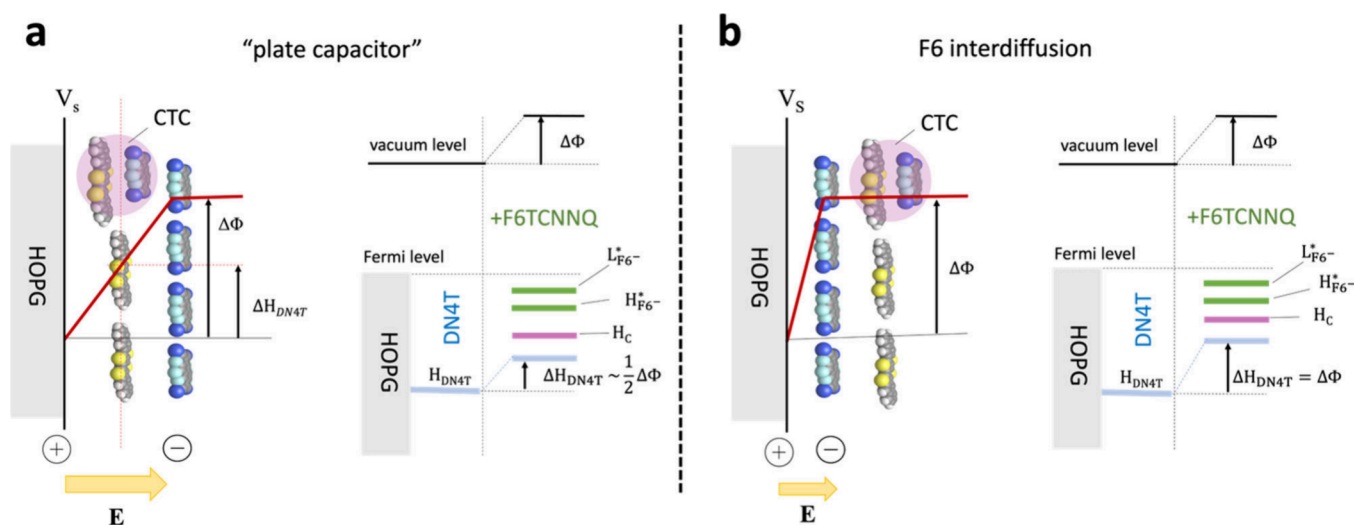 a
“plate capacitor”
V_s
CTC
HOPG
ΔΦ
ΔH_DN4T
+
−
E
vacuum level
ΔΦ
+F6TCNNQ
Fermi level
HOPG
DN4T
L*_F6−
H*_F6−
H_C
H_DN4T
ΔH_DN4T ~ 1/2 ΔΦ
b
F6 interdiffusion
V_S
CTC
HOPG
ΔΦ
+
−
E
vacuum level
ΔΦ
+F6TCNNQ
Fermi level
HOPG
DN4T
L*_F6−
H*_F6−
H_C
H_DN4T
ΔH_DN4T = ΔΦ